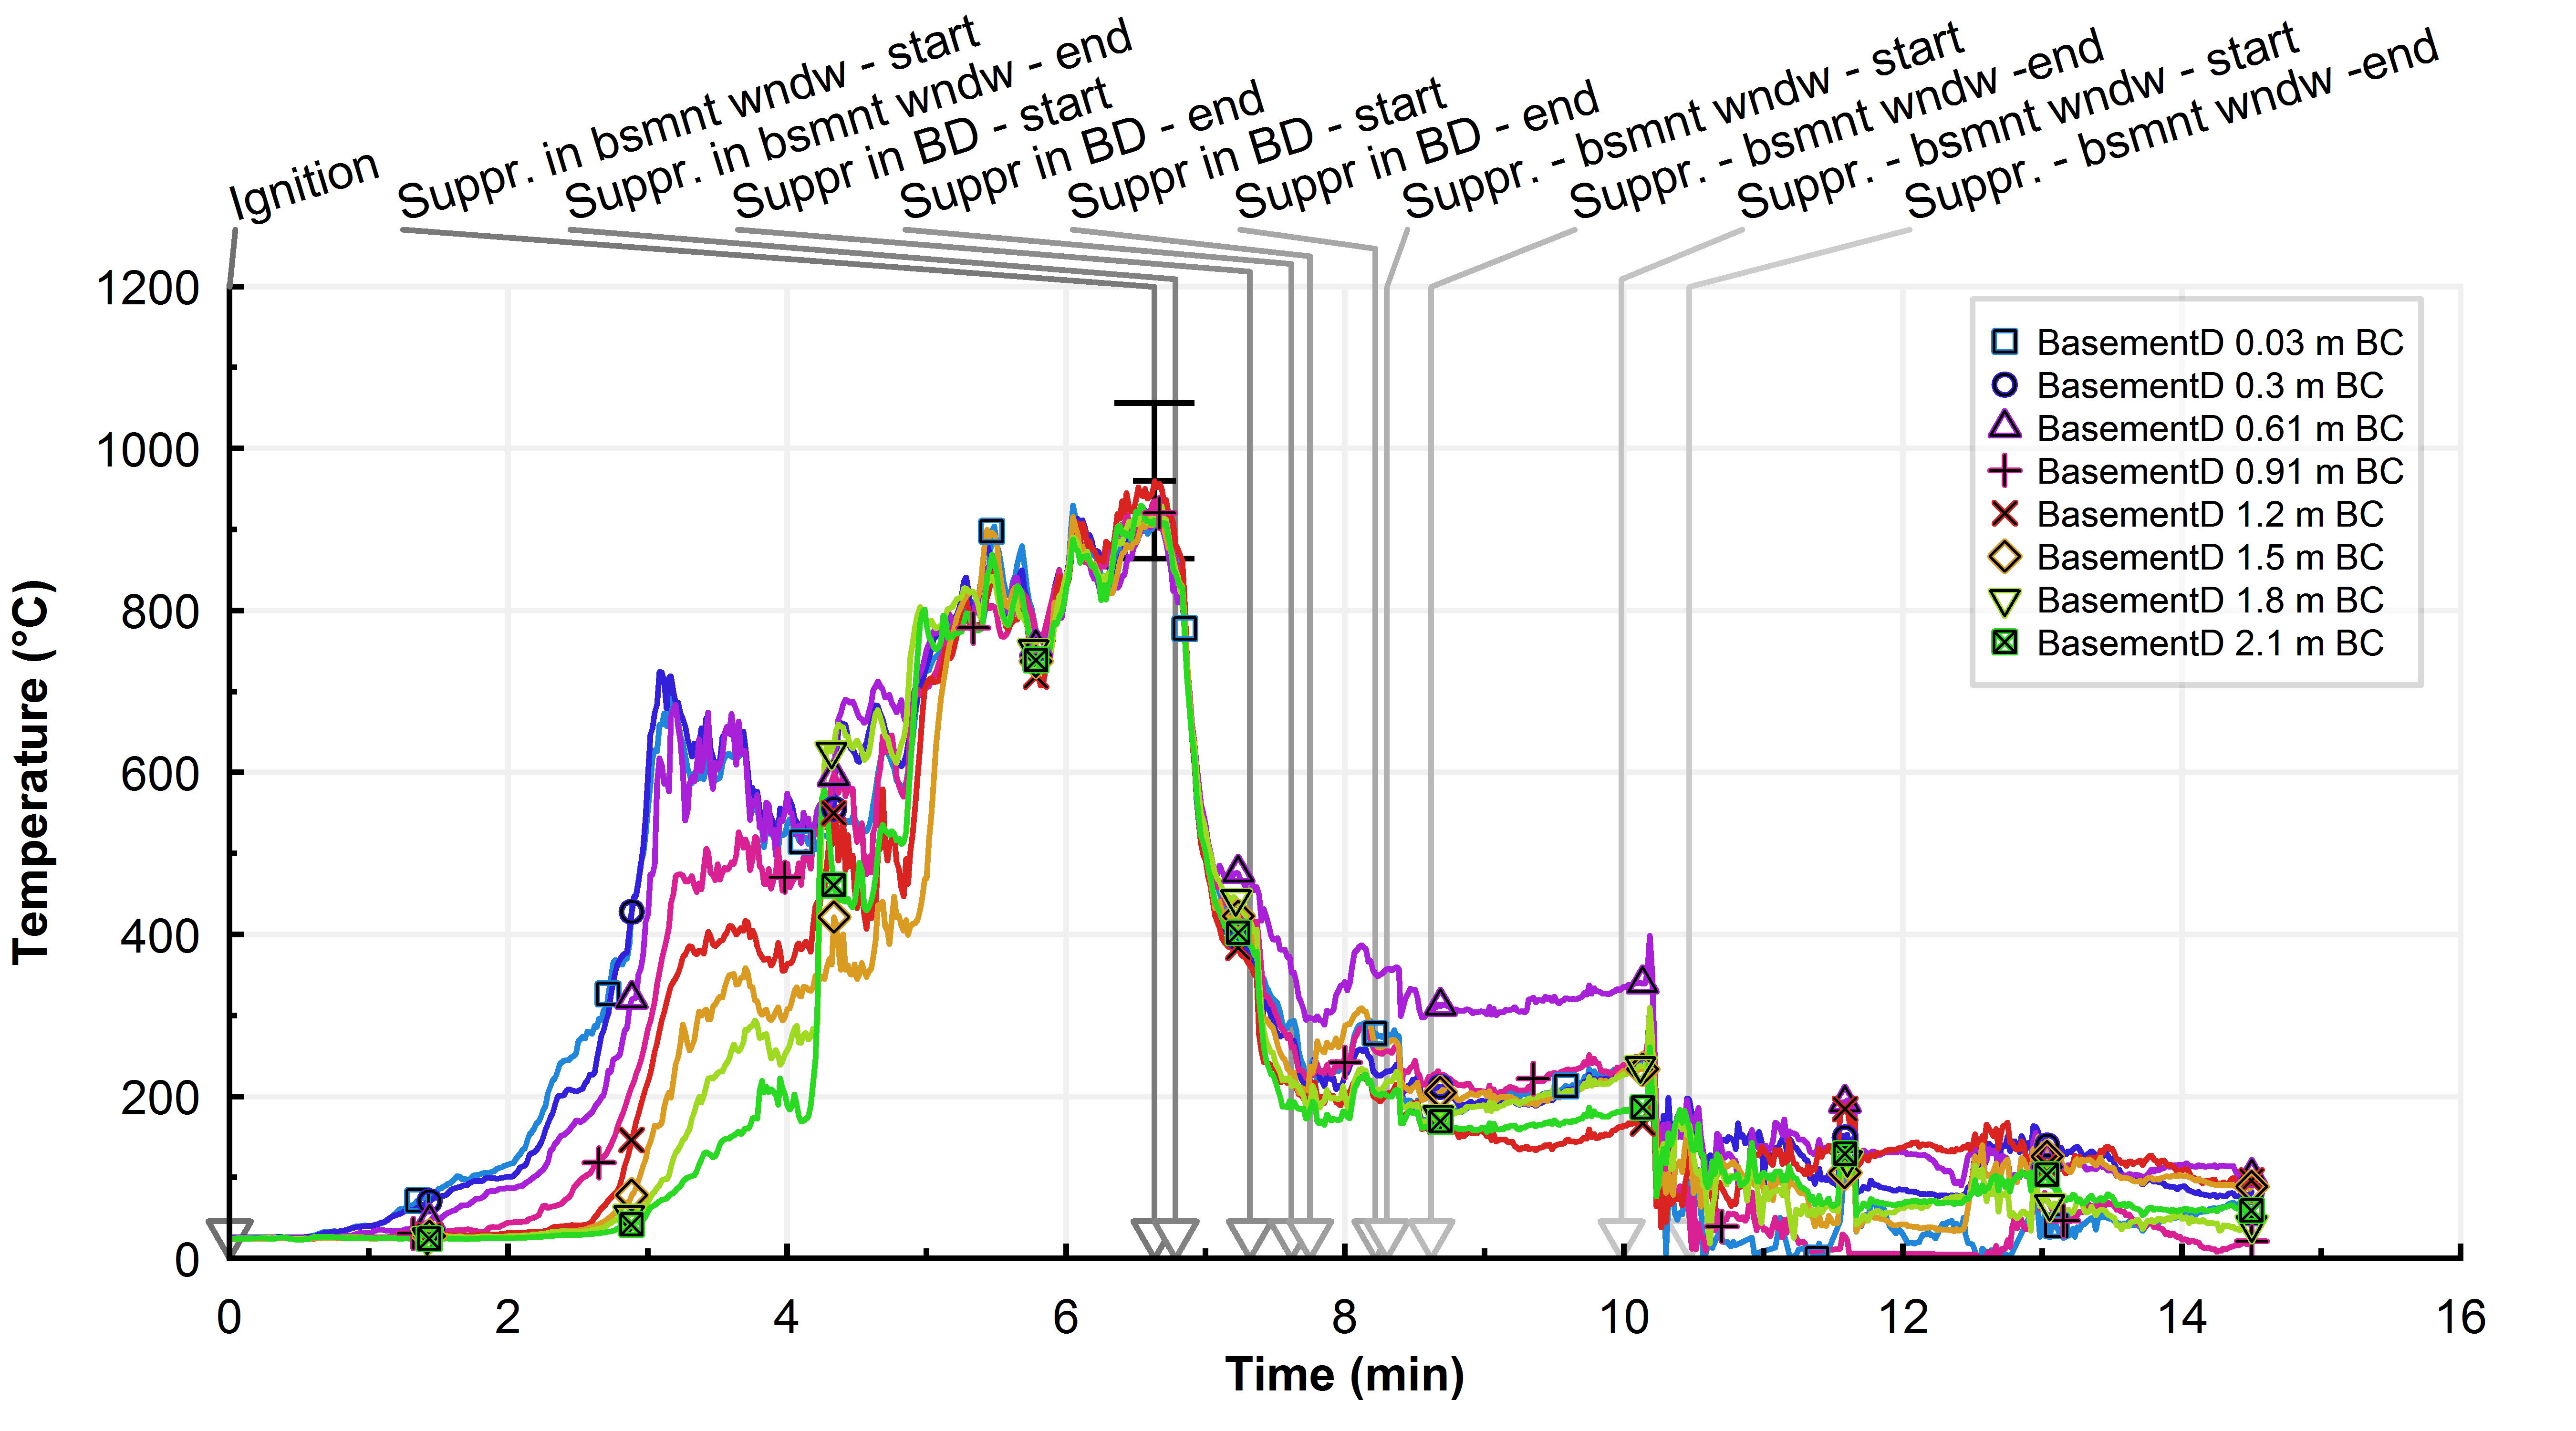 Ignition
Suppr. in bsmnt wndw - start
Suppr. in bsmnt wndw - end
Suppr in BD - start
Suppr in BD - end
Suppr in BD - start
Suppr in BD - end
Suppr. - bsmnt wndw - start
Suppr. - bsmnt wndw -end
Suppr. - bsmnt wndw - start
Suppr. - bsmnt wndw -end
1200
1000
800
600
400
200
0
Temperature (°C)
BasementD 0.03 m BC
BasementD 0.3 m BC
BasementD 0.61 m BC
BasementD 0.91 m BC
BasementD 1.2 m BC
BasementD 1.5 m BC
BasementD 1.8 m BC
BasementD 2.1 m BC
0 2 4 6 8 10 12 14 16
Time (min)